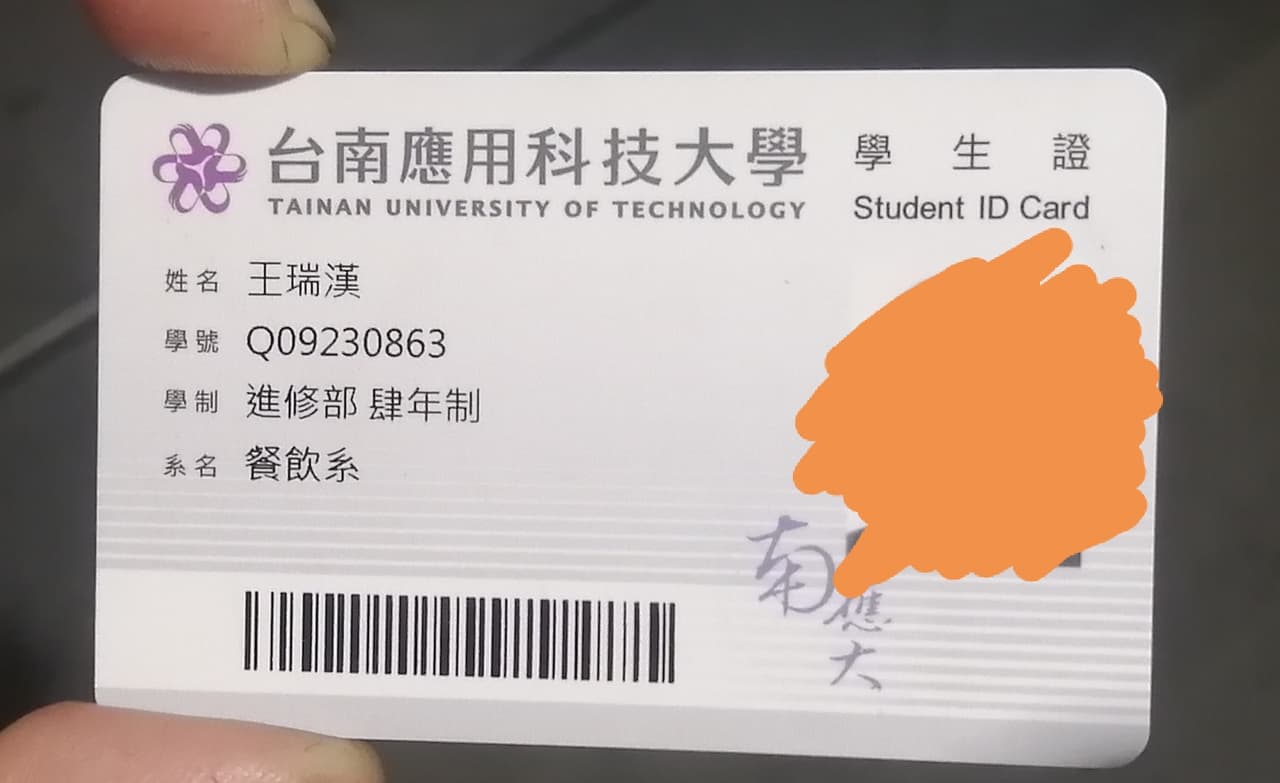 台南應用科技大學 學生證
TAINAN UNIVERSITY OF TECHNOLOGY Student ID Card
姓名 王瑞漢
學號 Q09230863
學制 進修部 肆年制
系名 餐飲系
南應大